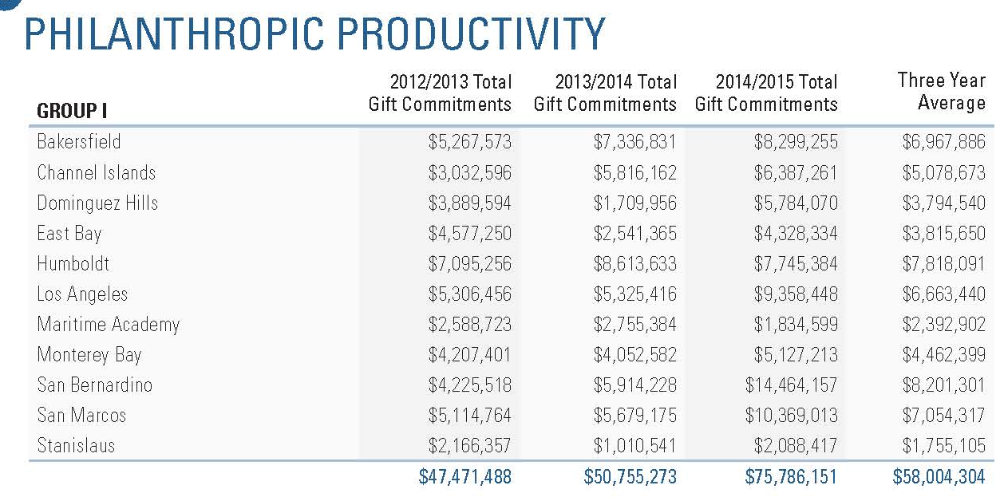 PHILANTHROPIC PRODUCTIVITY
2012/2013 Total 2013/2014 Total 2014/2015 Total Three Year
GROUP I Gift Commitments Gift Commitments Gift Commitments Average
Bakersfield $5,267,573 $7,336,831 $8,299,255 $6,967,886
Channel Islands $3,032,596 $5,816,162 $6,387,261 $5,078,673
Dominguez Hills $3,889,594 $1,709,956 $5,784,070 $3,794,540
East Bay $4,577,250 $2,541,365 $4,328,334 $3,815,650
Humboldt $7,095,256 $8,613,633 $7,745,384 $7,818,091
Los Angeles $5,306,456 $5,325,416 $9,358,448 $6,663,440
Maritime Academy $2,588,723 $2,755,384 $1,834,599 $2,392,902
Monterey Bay $4,207,401 $4,052,582 $5,127,213 $4,462,399
San Bernardino $4,225,518 $5,914,228 $14,464,157 $8,201,301
San Marcos $5,114,764 $5,679,175 $10,369,013 $7,054,317
Stanislaus $2,166,357 $1,010,541 $2,088,417 $1,755,105
$47,471,488 $50,755,273 $75,786,151 $58,004,304